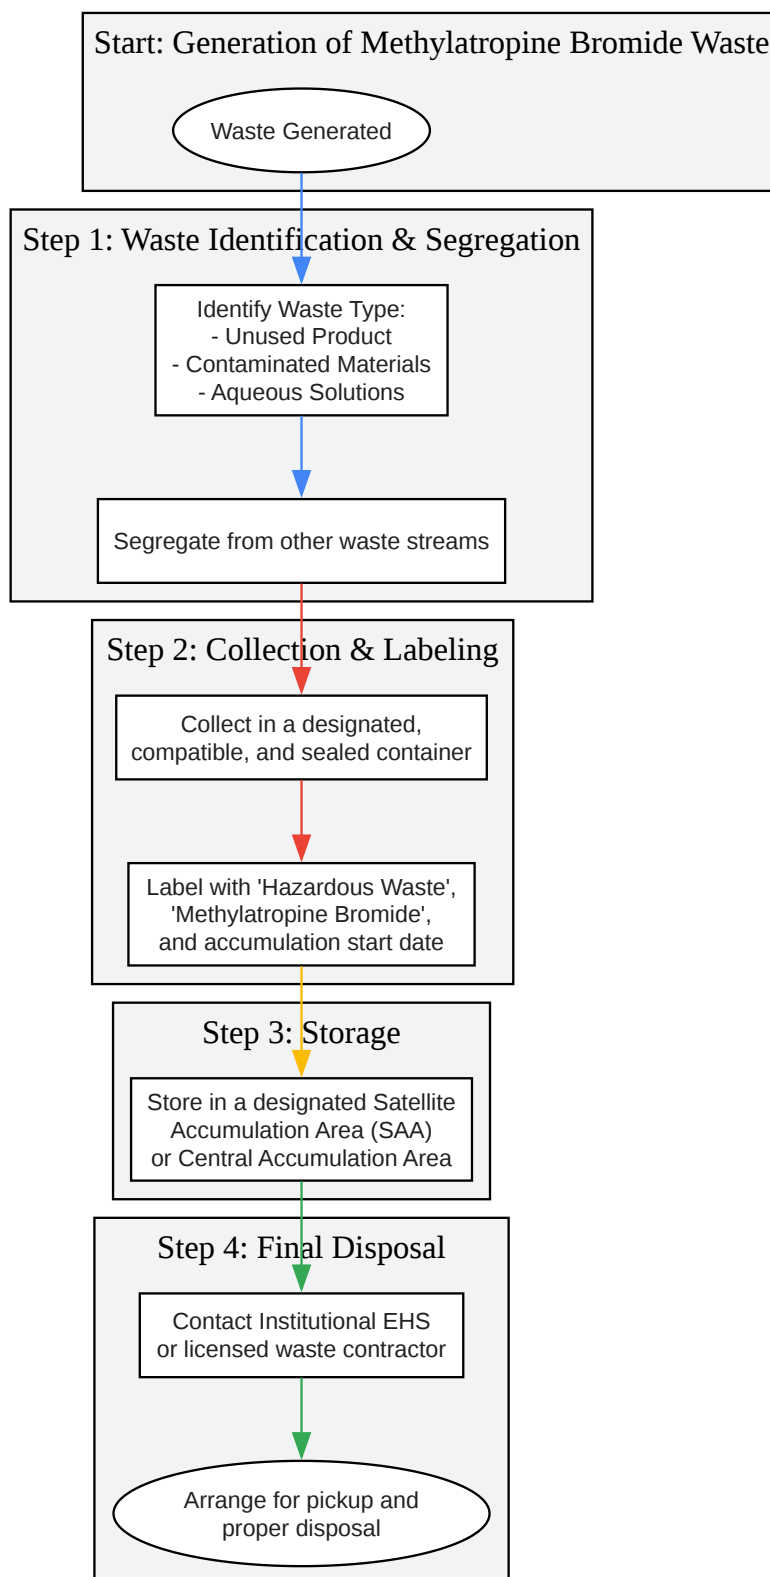 Start: Generation of Methylatropine Bromide Waste
Waste Generated
Step 1: Waste Identification & Segregation
Identify Waste Type:
- Unused Product
- Contaminated Materials
- Aqueous Solutions
Segregate from other waste streams
Step 2: Collection & Labeling
Collect in a designated,
compatible, and sealed container
Label with 'Hazardous Waste',
'Methylatropine Bromide',
and accumulation start date
Step 3: Storage
Store in a designated Satellite
Accumulation Area (SAA)
or Central Accumulation Area
Step 4: Final Disposal
Contact Institutional EHS
or licensed waste contractor
Arrange for pickup and
proper disposal